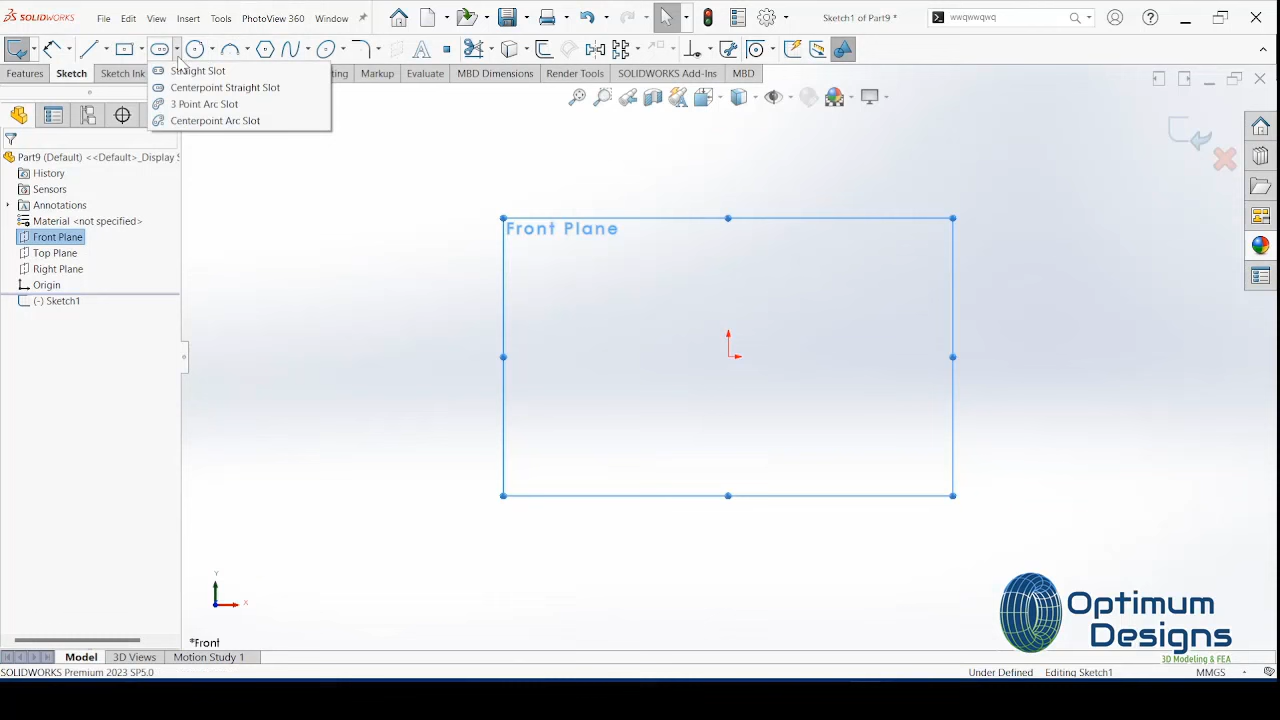 SOLIDWORKS File Edit View Insert Tools PhotoView 360 Window Sketch1 of Part9 * wwqwwqwq
Features Sketch Sketch Ink Markup Evaluate MBD Dimensions Render Tools SOLIDWORKS Add-Ins MBD
Straight Slot
Centerpoint Straight Slot
3 Point Arc Slot
Centerpoint Arc Slot
Part9 (Default) <<Default>_Display
History
Sensors
Annotations
Material <not specified>
Front Plane
Top Plane
Right Plane
Origin
(-) Sketch1
Front Plane
Y
X
*Front
Optimum
Designs
3D Modeling & FEA
Model 3D Views Motion Study 1
SOLIDWORKS Premium 2023 SP5.0 Under Defined Editing Sketch1 MMGS